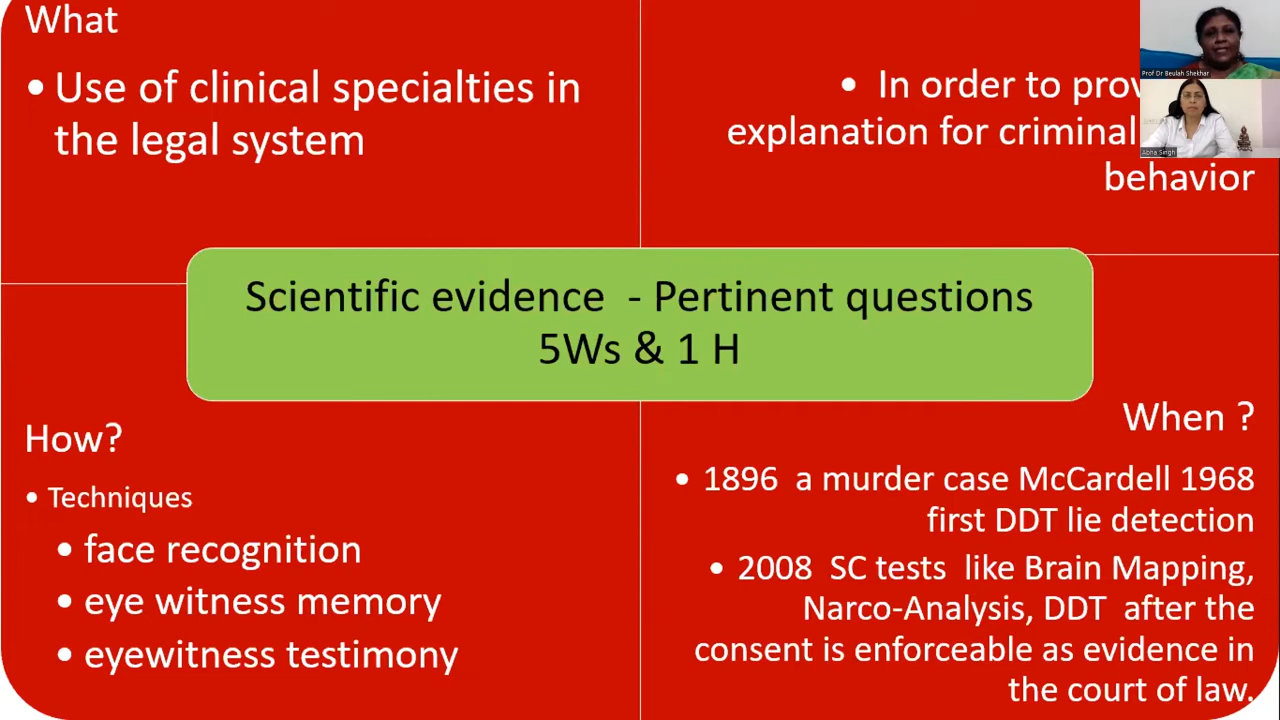 What
• Use of clinical specialties in
the legal system
• In order to
explanation for criminal
behavior
Prof Dr Beulah Shekhar
Abha Singh
Scientific evidence - Pertinent questions
5Ws & 1 H
How?
• Techniques
• face recognition
• eye witness memory
• eyewitness testimony
When ?
• 1896 a murder case McCardell 1968
first DDT lie detection
• 2008 SC tests like Brain Mapping,
Narco-Analysis, DDT after the
consent is enforceable as evidence in
the court of law.